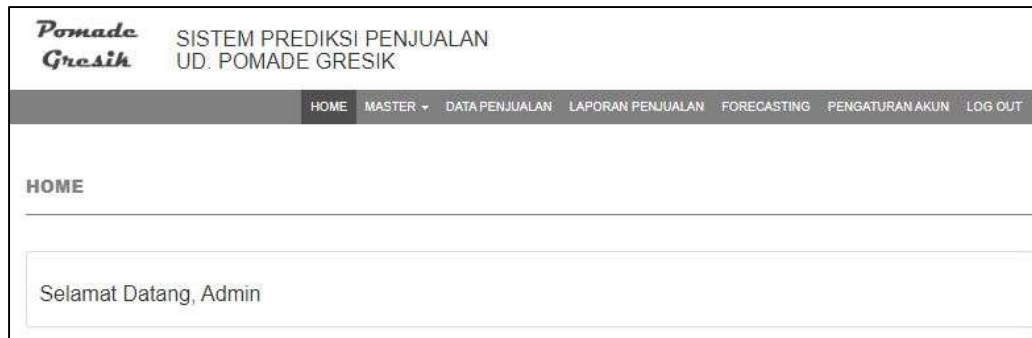 Pomade
Gresik
SISTEM PREDIKSI PENJUALAN
UD. POMADE GRESIK
HOME MASTER DATA PENJUALAN LAPORAN PENJUALAN FORECASTING PENGATURAN AKUN LOG OUT
HOME
Selamat Datang, Admin